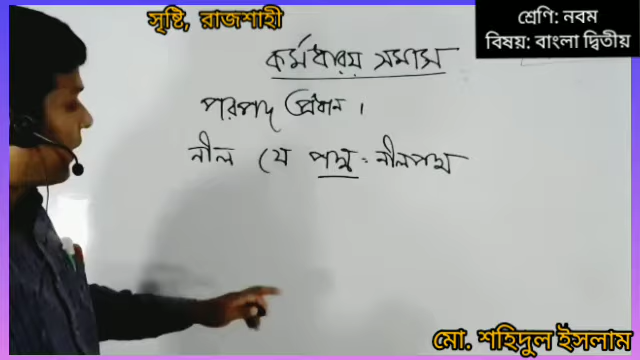 সৃষ্টি, রাজশাহী
শ্রেণি: নবম
বিষয়: বাংলা দ্বিতীয়
কর্মধারয় সমাস
পরপদ প্রধান ।
নীল যে পদ্ম = নীলপদ্ম
মো. শহিদুল ইসলাম